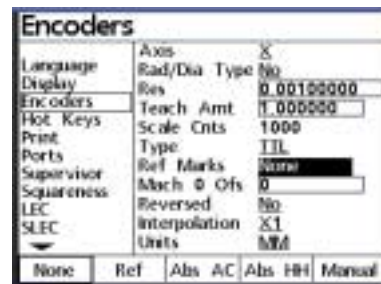 Encoders
Language
Display
Encoders
Hot Keys
Print
Ports
Supervisor
Squareness
LEC
SLEC
Axis X
Rad/Dia Type No
Res 0.00100000
Teach Amt 1.000000
Scale Cnts 1000
Type TTL
Ref Marks None
Mach 0 Ofs 0
Reversed No
Interpolation X1
Units MM
None Ref Abs AC Abs HH Manual